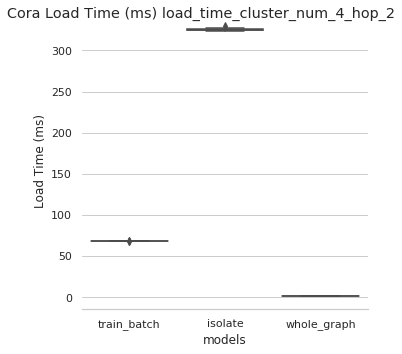 Cora Load Time (ms) load_time_cluster_num_4_hop_2
300
250
200
150
100
50
0
Load Time (ms)
train_batch
isolate
whole_graph
models